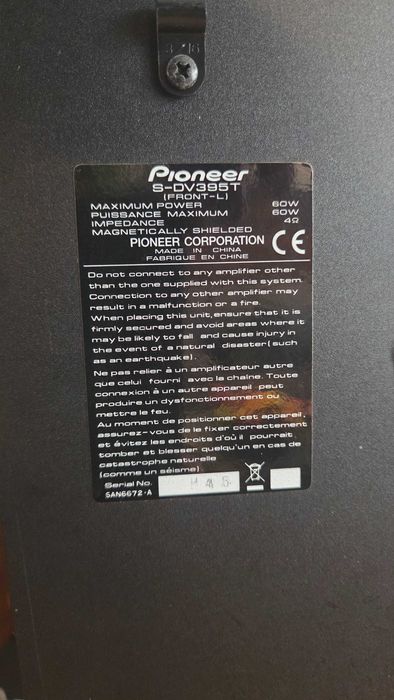 3 16
Pioneer
S-DV395T
(FRONT-L)
MAXIMUM POWER 60W
PUISSANCE MAXIMUM 60W
IMPEDANCE 4Ω
MAGNETICALLY SHIELDED
PIONEER CORPORATION CE
MADE IN CHINA
FABRIQUE EN CHINE
Do not connect to any amplifier other
than the one supplied with this system.
Connection to any other amplifier may
result in a malfunction or a fire.
When placing this unit,ensure that it is
firmly secured and avoid areas where it
may be likely to fall and cause injury in
the event of a natural disaster(such
as an earthquake).
Ne pas relier à un amplificateur autre
que celui fourni avec la chaîne. Toute
connexion à un autre appareil peut
produire un dysfonctionnement ou
mettre le feu.
Au moment de positionner cet appareil,
assurez-vous de le fixer correctement
et évitez les endroits d'où il pourrait
tomber et blesser quelqu'un en cas de
catastrophe naturelle
(comme un séisme).
Serial No.
SAN6672-A